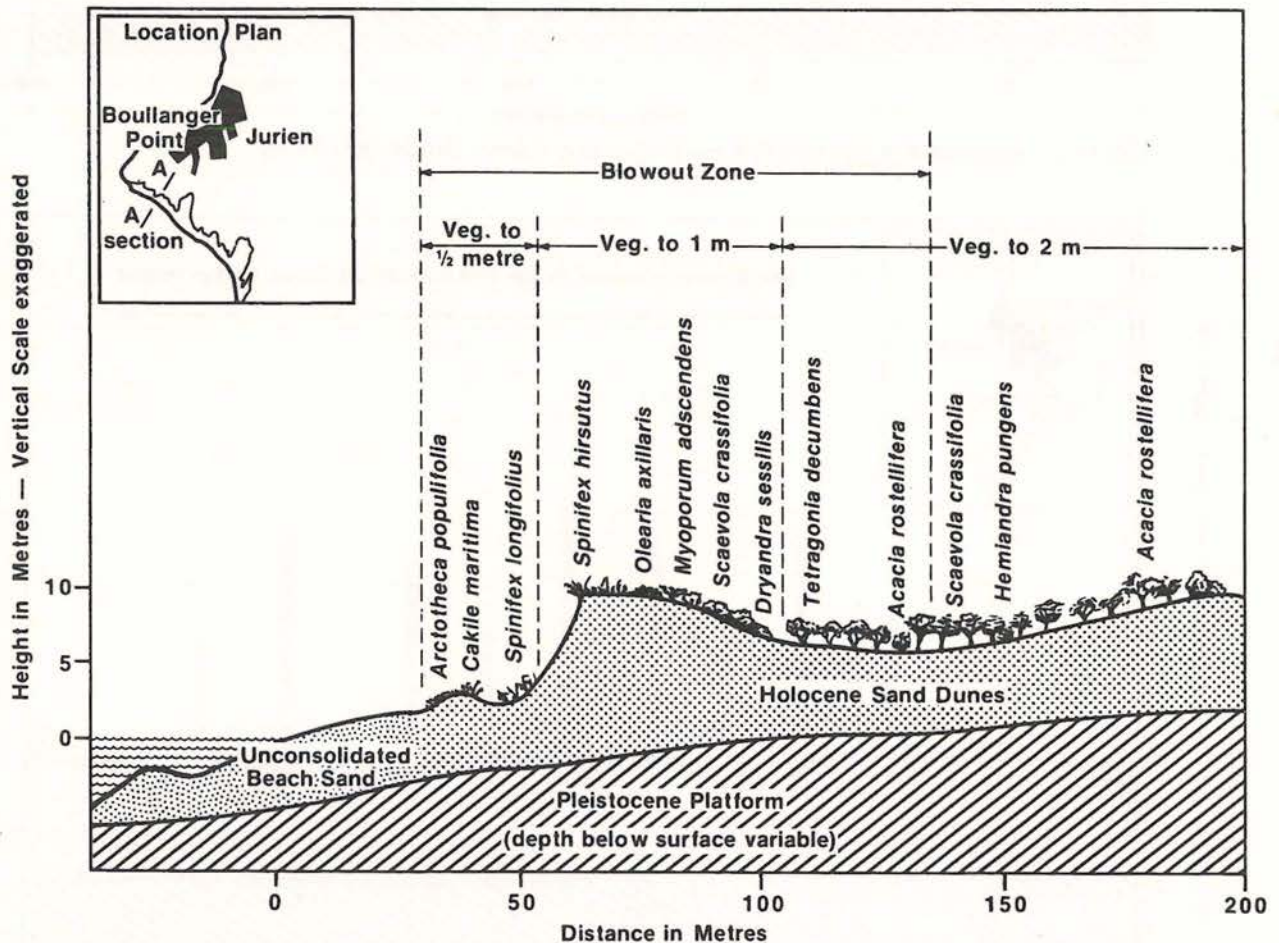 Location Plan
Boullanger
Point
Jurien
A
A
section
Blowout Zone
Veg. to
½ metre
Veg. to 1 m
Veg. to 2 m
Arctotheca populifolia
Cakile maritima
Spinifex longifolius
Spinifex hirsutus
Olearia axillaris
Myoporum adscendens
Scaevola crassifolia
Dryandra sessilis
Tetragonia decumbens
Acacia rostellifera
Scaevola crassifolia
Hemiandra pungens
Acacia rostellifera
Height in Metres — Vertical Scale exaggerated
10
5
0
Holocene Sand Dunes
Unconsolidated
Beach Sand
Pleistocene Platform
(depth below surface variable)
0
50
100
150
200
Distance in Metres